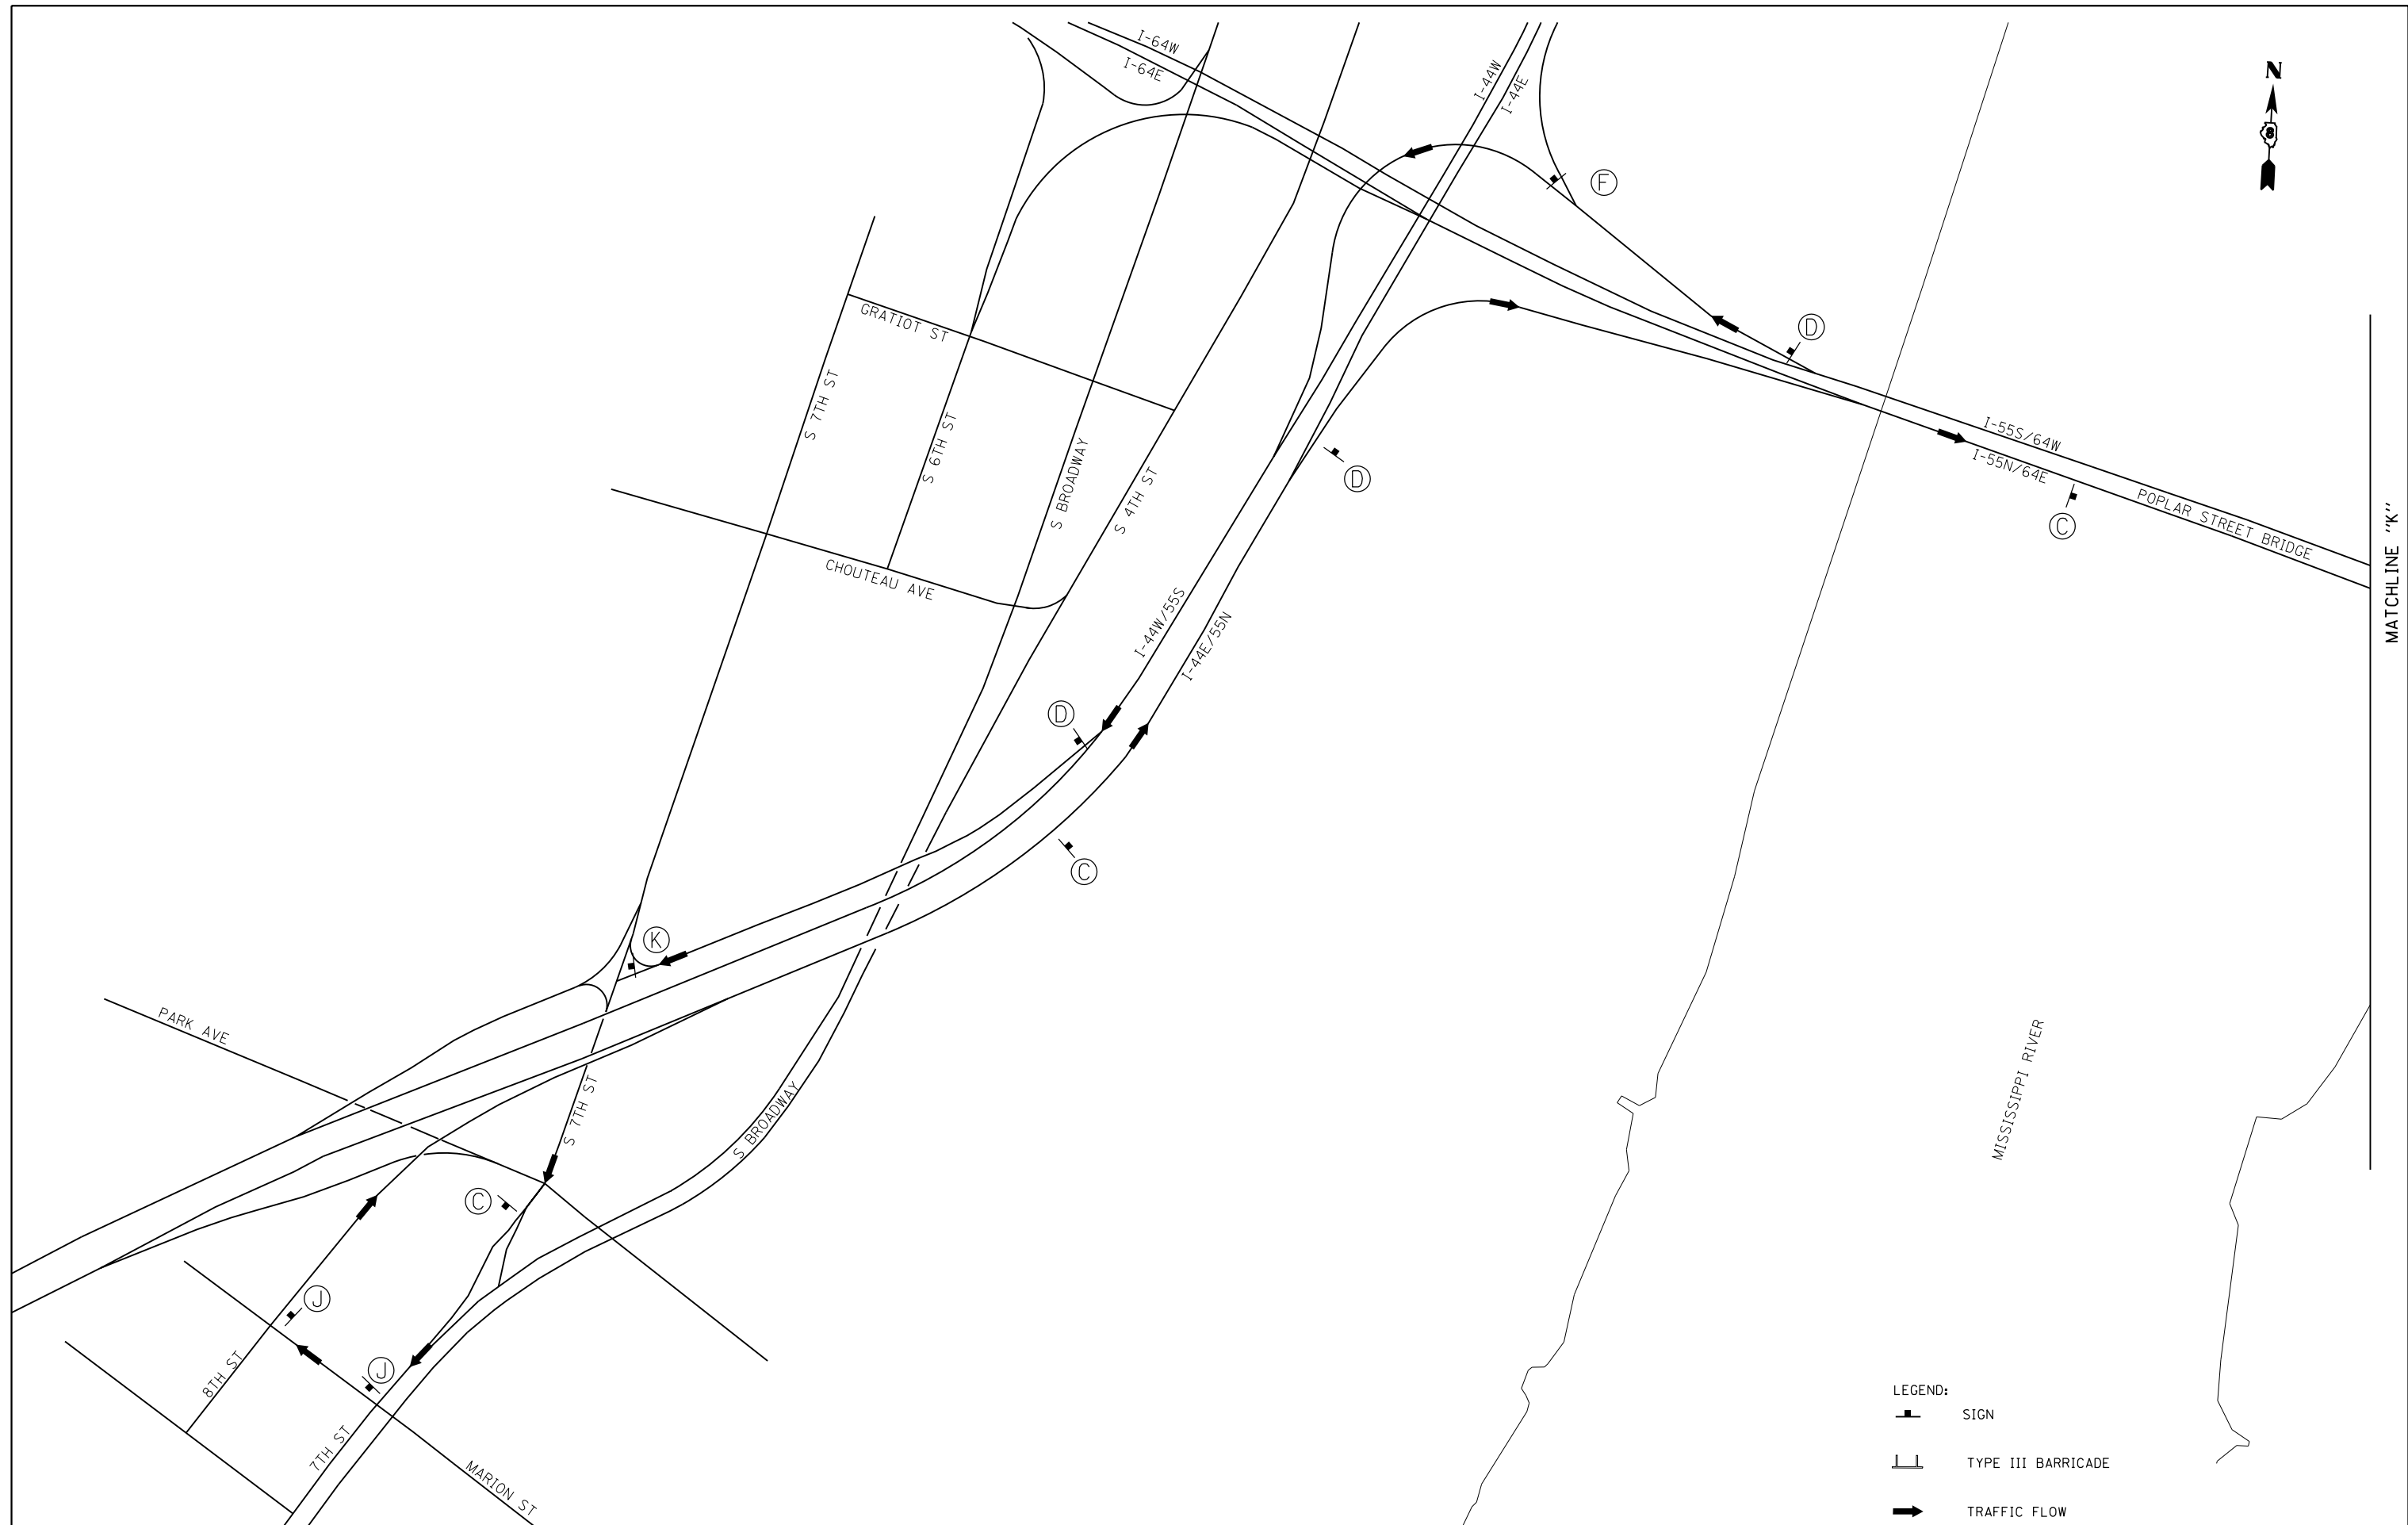 I-64W
I-64E
I-44W
I-44E
N
8
F
GRATIOT ST
D
S 7TH ST
S 6TH ST
S BROADWAY
S 4TH ST
D
I-55S/64W
I-55N/64E
POPLAR STREET BRIDGE
C
MATCHLINE "K"
CHOUTEAU AVE
I-44W/55S
I-44E/55N
D
C
K
PARK AVE
S 7TH ST
S BROADWAY
MISSISSIPPI RIVER
C
J
J
8TH ST
7TH ST
MARION ST
LEGEND:
SIGN
TYPE III BARRICADE
TRAFFIC FLOW